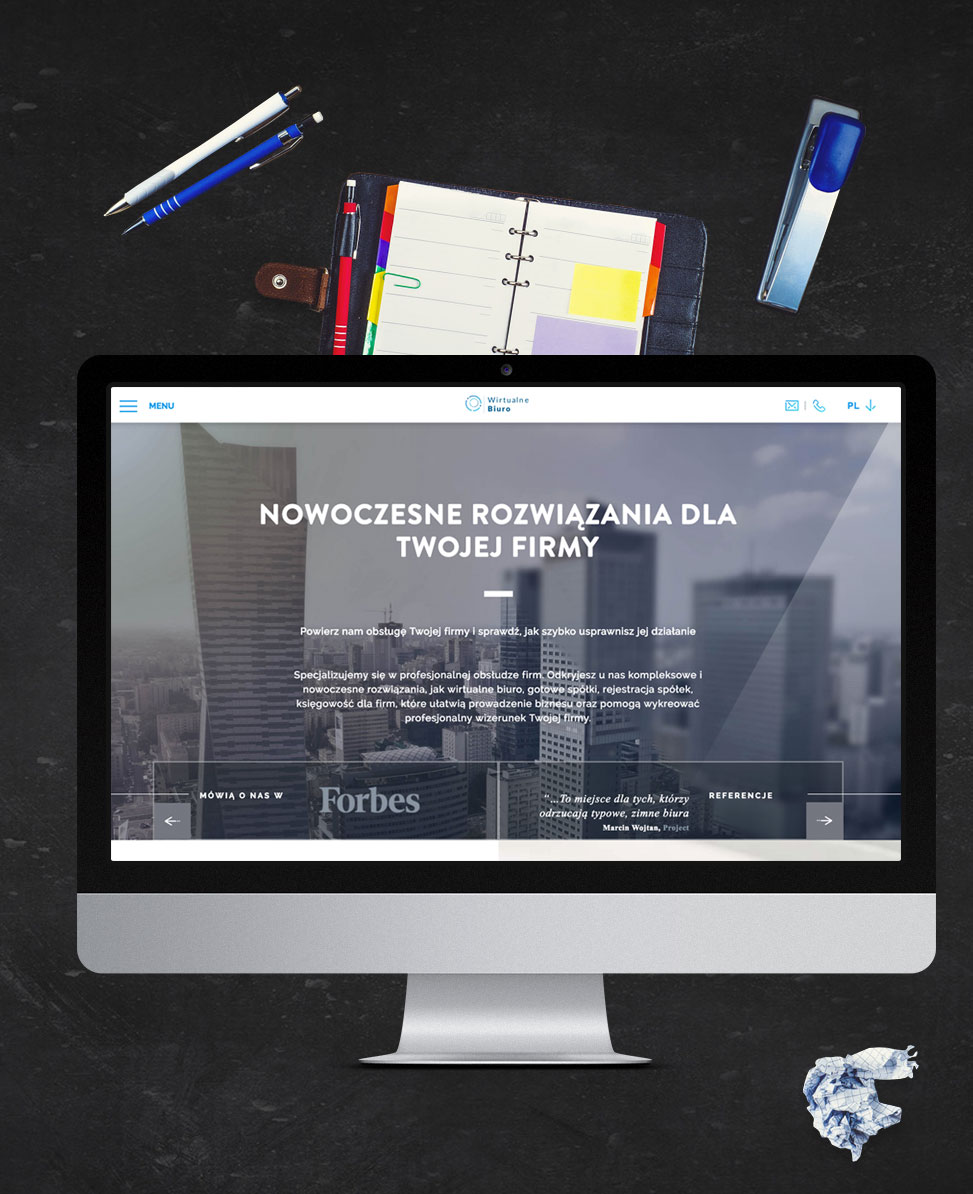 MENU
Wirtualne
Biuro
PL
NOWOCZESNE ROZWIĄZANIA DLA
TWOJEJ FIRMY
Powierz nam obsługę Twojej firmy i sprawdź, jak szybko usprawnisz jej działanie
Specjalizujemy się w profesjonalnej obsłudze firm. Odkryjesz u nas kompleksowe i
nowoczesne rozwiązania, jak wirtualne biuro, gotowe spółki, rejestracja spółek,
księgowość dla firm, które ułatwią prowadzenie biznesu oraz pomogą wykreować
profesjonalny wizerunek Twojej firmy.
MÓWIĄ O NAS W
Forbes
“...To miejsce dla tych, którzy
odrzucają typowe, zimne biura
Marcin Wojtan, Project
REFERENCJE